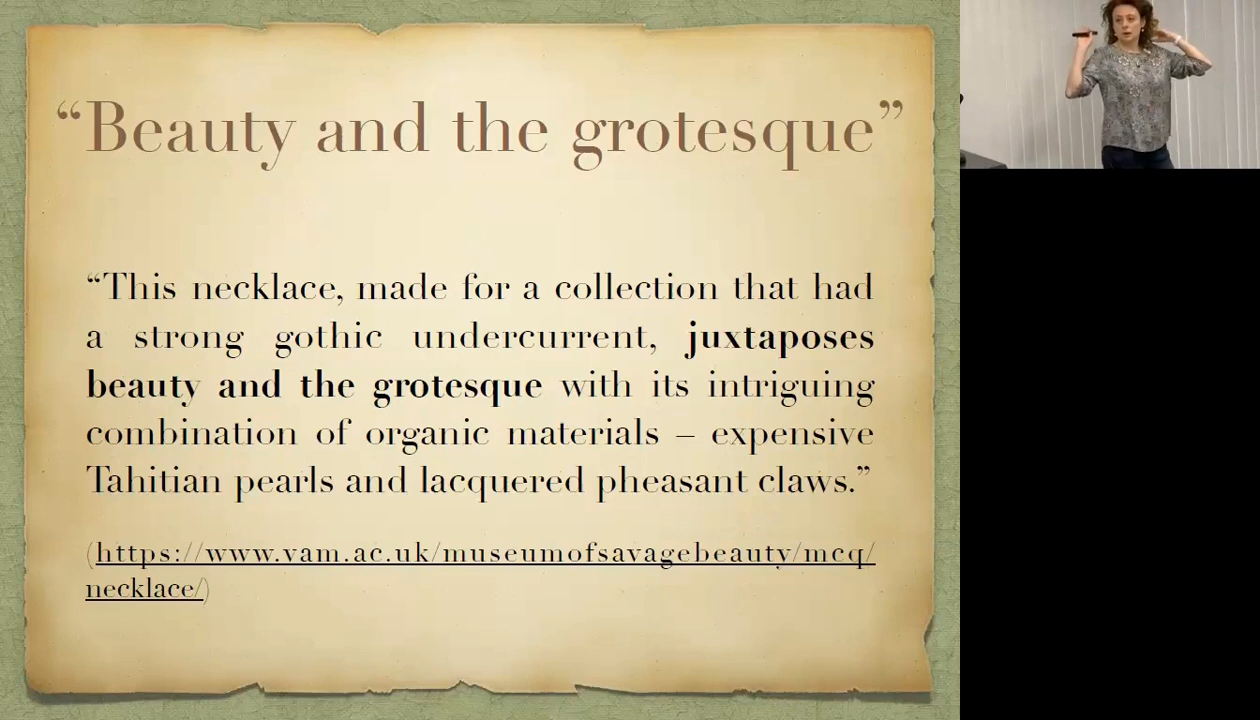 “Beauty and the grotesque”
“This necklace, made for a collection that had
a strong gothic undercurrent, juxtaposes
beauty and the grotesque with its intriguing
combination of organic materials – expensive
Tahitian pearls and lacquered pheasant claws.”
(https://www.vam.ac.uk/museumofsavagebeauty/mcq/
necklace/)